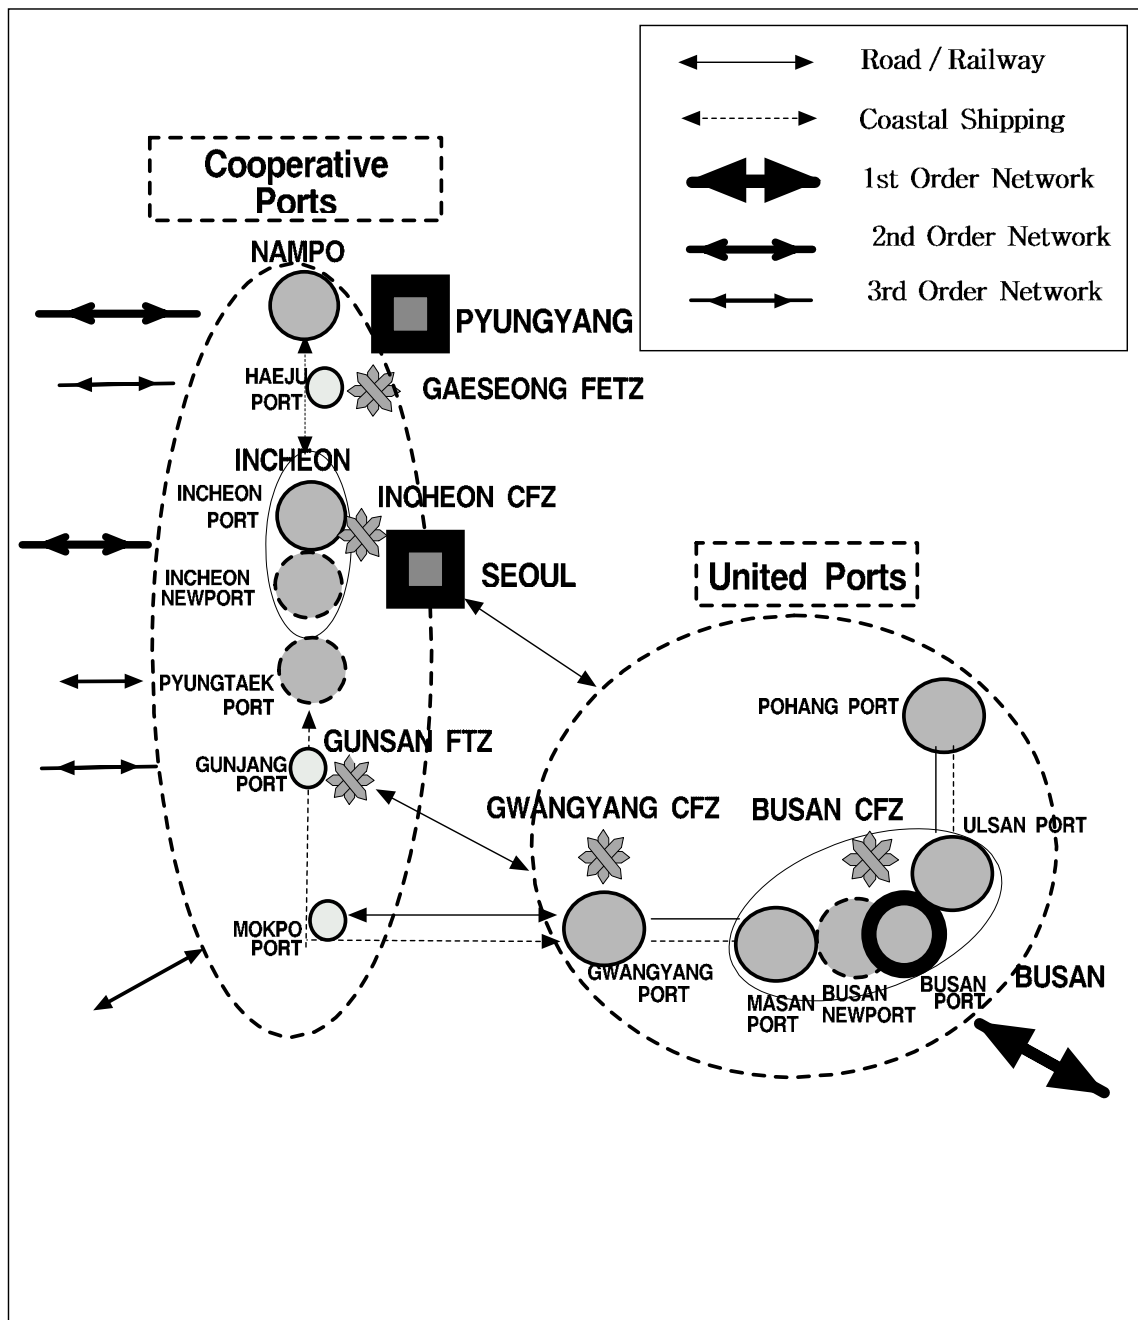 Road / Railway
Coastal Shipping
1st Order Network
2nd Order Network
3rd Order Network
Cooperative
Ports
NAMPO
PYUNGYANG
HAEJU
PORT
GAESEONG FETZ
INCHEON
INCHEON
PORT
INCHEON CFZ
INCHEON
NEWPORT
SEOUL
PYUNGTAEK
PORT
GUNSAN FTZ
GUNJANG
PORT
MOKPO
PORT
United Ports
POHANG PORT
GWANGYANG CFZ
BUSAN CFZ
ULSAN PORT
GWANGYANG
PORT
MASAN
PORT
BUSAN
NEWPORT
BUSAN
PORT
BUSAN